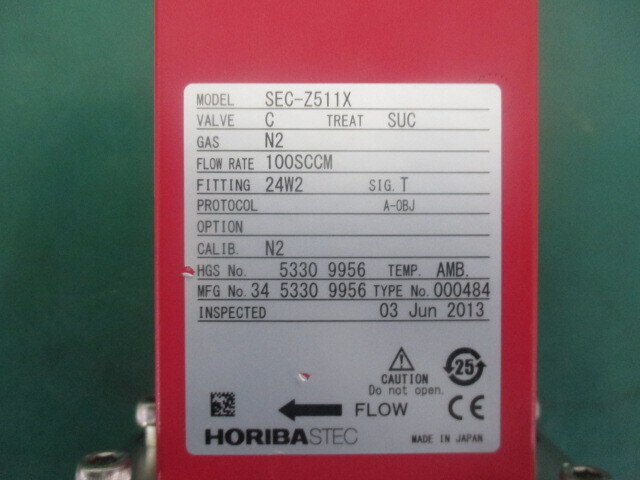 MODEL SEC-Z511X
VALVE C TREAT SUC
GAS N2
FLOW RATE 100SCCM
FITTING 24W2 SIG. T
PROTOCOL A-OBJ
OPTION
CALIB. N2
HGS No. 5330 9956 TEMP. AMB.
MFG No. 34 5330 9956 TYPE No. 000484
INSPECTED 03 Jun 2013
25
CAUTION
Do not open.
FLOW CE
HORIBASTEC MADE IN JAPAN